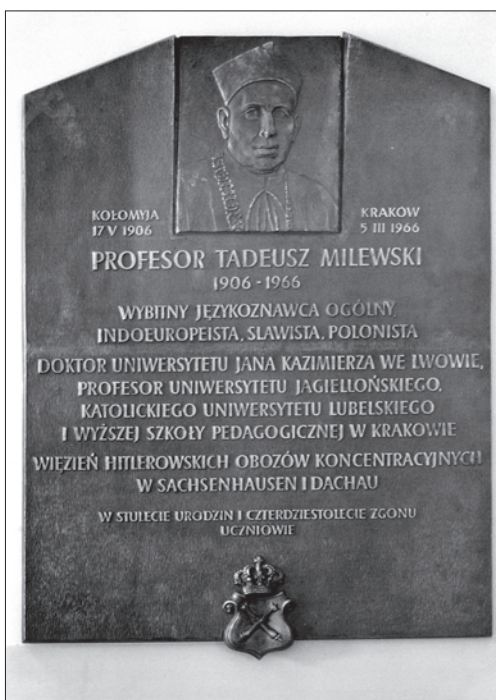 KOŁOMYJA
17 V 1906
KRAKÓW
5 III 1966
PROFESOR TADEUSZ MILEWSKI
1906 - 1966
WYBITNY JĘZYKOZNAWCA OGÓLNY,
INDOEUROPEISTA, SLAWISTA, POLONISTA
DOKTOR UNIWERSYTETU JANA KAZIMIERZA WE LWOWIE,
PROFESOR UNIWERSYTETU JAGIELLOŃSKIEGO,
KATOLICKIEGO UNIWERSYTETU LUBELSKIEGO
I WYŻSZEJ SZKOŁY PEDAGOGICZNEJ W KRAKOWIE
WIĘZIEŃ HITLEROWSKICH OBOZÓW KONCENTRACYJNYCH
W SACHSENHAUSEN I DACHAU
W STULECIE URODZIN I CZTERDZIESTOLECIE ZGONU
UCZNIOWIE